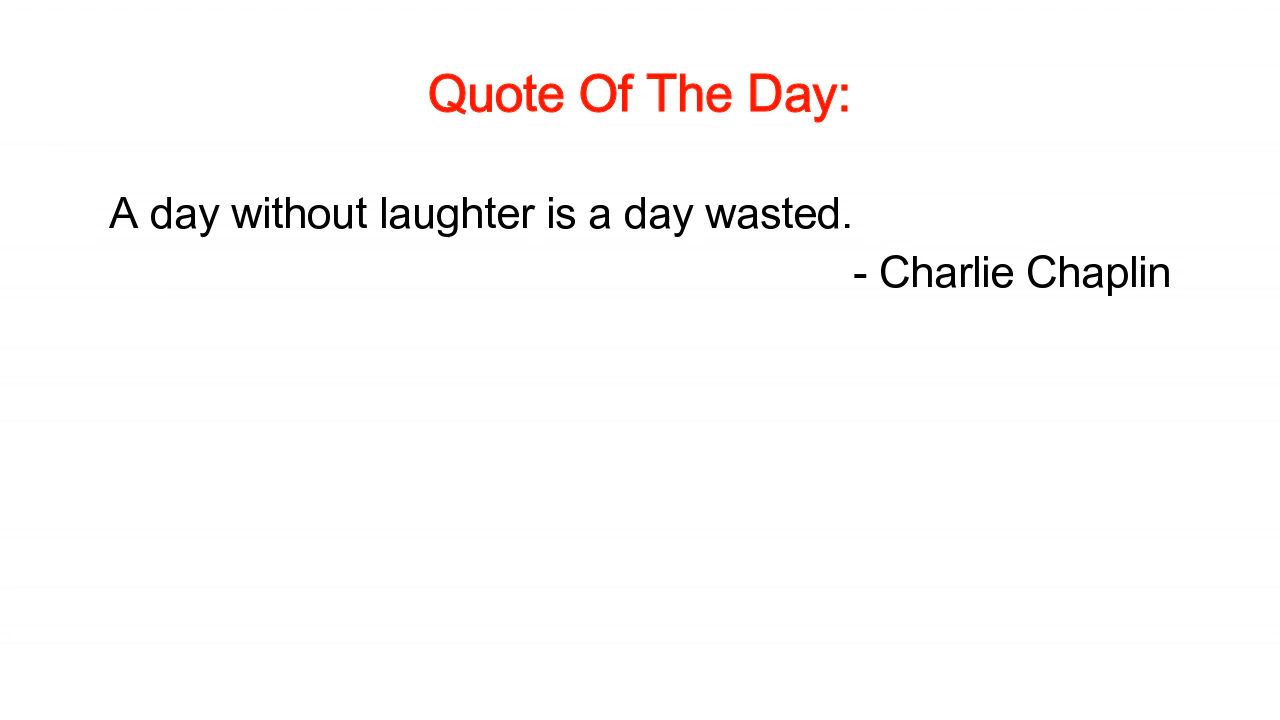 Quote Of The Day:
A day without laughter is a day wasted.
- Charlie Chaplin